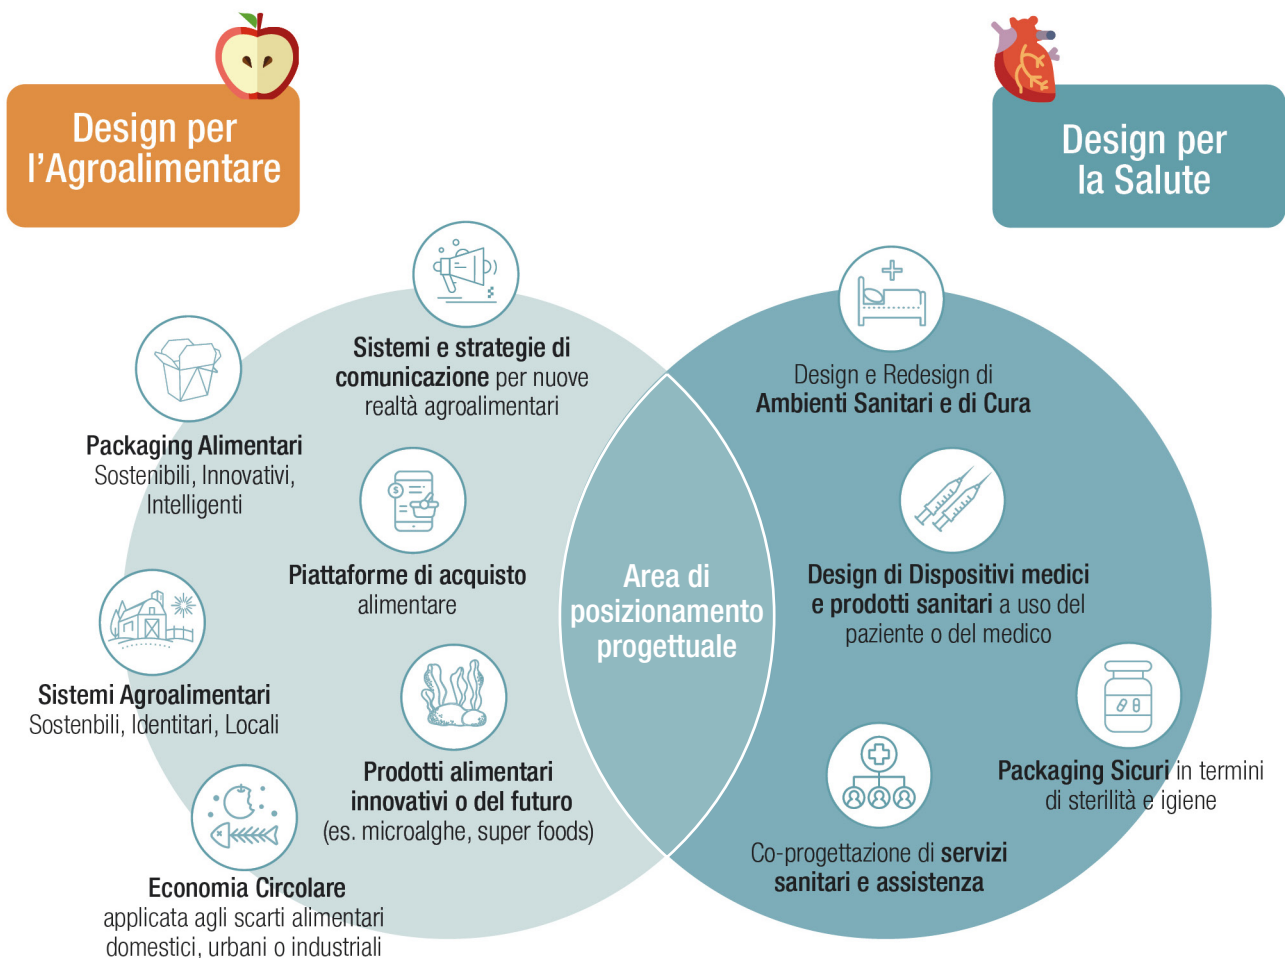 Design per
l'Agroalimentare
Design per
la Salute
Sistemi e strategie di
comunicazione per nuove
realtà agroalimentari
Packaging Alimentari
Sostenibili, Innovativi,
Intelligenti
Piattaforme di acquisto
alimentare
Sistemi Agroalimentari
Sostenbili, Identitari, Locali
Prodotti alimentari
innovativi o del futuro
(es. microalghe, super foods)
Economia Circolare
applicata agli scarti alimentari
domestici, urbani o industriali
Area di
posizionamento
progettuale
Design e Redesign di
Ambienti Sanitari e di Cura
Design di Dispositivi medici
e prodotti sanitari a uso del
paziente o del medico
Packaging Sicuri in termini
di sterilità e igiene
Co-progettazione di servizi
sanitari e assistenza